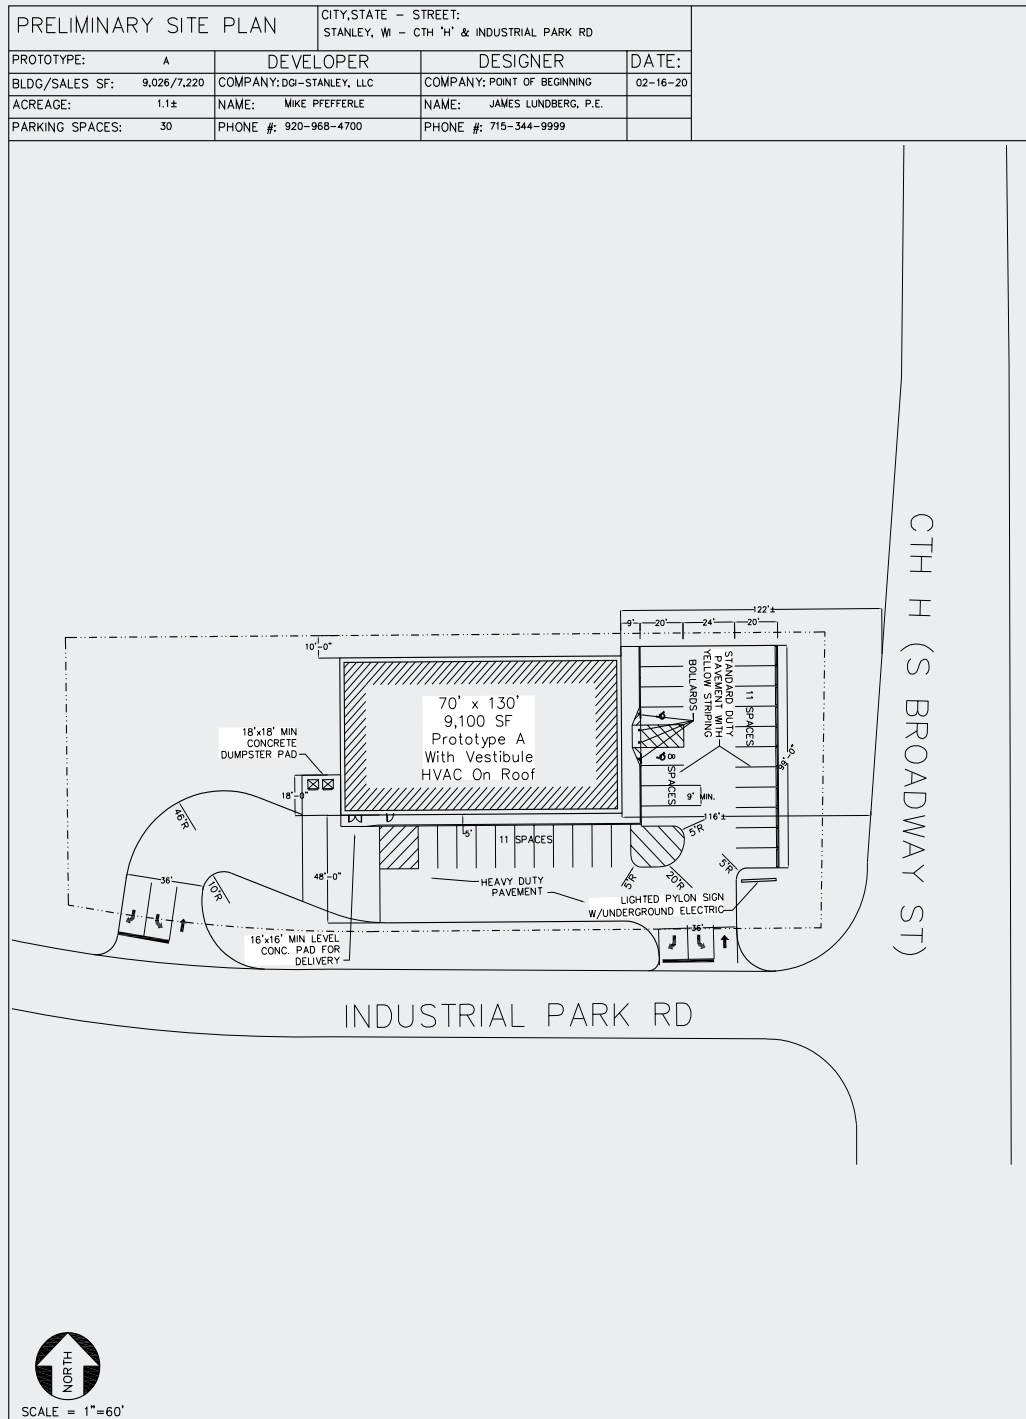 PRELIMINARY SITE PLAN
CITY,STATE - STREET:
STANLEY, WI - CTH 'H' & INDUSTRIAL PARK RD
PROTOTYPE: A
DEVELOPER
DESIGNER
DATE:
BLDG/SALES SF: 9,026/7,220
COMPANY: DGI-STANLEY, LLC
COMPANY: POINT OF BEGINNING
02-16-20
ACREAGE: 1.1±
NAME: MIKE PFEFFERLE
NAME: JAMES LUNDBERG, P.E.
PARKING SPACES: 30
PHONE #: 920-968-4700
PHONE #: 715-344-9999
CTH H (S BROADWAY ST)
122'±
9'
20'
24'
20'
10'-0"
STANDARD DUTY
PAVEMENT WITH
YELLOW STRIPING
BOLLARDS
11 SPACES
99'-0"
70' x 130'
9,100 SF
Prototype A
With Vestibule
HVAC On Roof
18'x18' MIN
CONCRETE
DUMPSTER PAD
8 SPACES
9' MIN.
18'-0"
116'±
46'R
5'
11 SPACES
5'R
5'R
36'
10'R
48'-0"
HEAVY DUTY
PAVEMENT
5'R
20'R
LIGHTED PYLON SIGN
W/UNDERGROUND ELECTRIC
36'
16'x16' MIN LEVEL
CONC. PAD FOR
DELIVERY
INDUSTRIAL PARK RD
NORTH
SCALE = 1"=60'